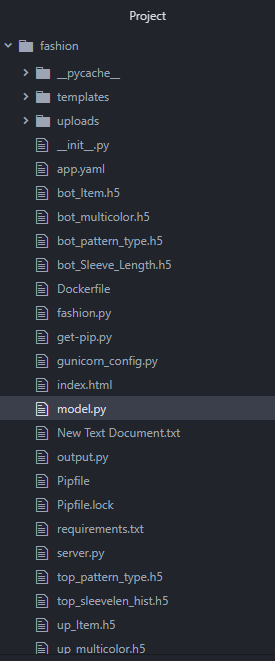 Project
fashion
__pycache__
templates
uploads
__init__.py
app.yaml
bot_Item.h5
bot_multicolor.h5
bot_pattern_type.h5
bot_Sleeve_Length.h5
Dockerfile
fashion.py
get-pip.py
gunicorn_config.py
index.html
model.py
New Text Document.txt
output.py
Pipfile
Pipfile.lock
requirements.txt
server.py
top_pattern_type.h5
top_sleevelen_hist.h5
up_Item.h5
up_multicolor.h5